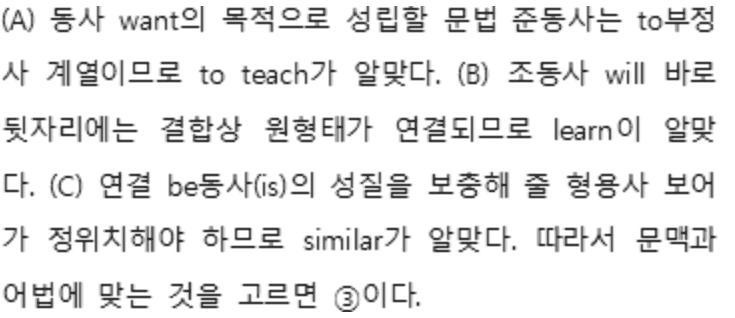 (A) 동사 want의 목적으로 성립할 문법 준동사는 to부정
사 계열이므로 to teach가 알맞다. (B) 조동사 will 바로
뒷자리에는 결합상 원형태가 연결되므로 learn이 알맞
다. (C) 연결 be동사(is)의 성질을 보충해 줄 형용사 보어
가 정위치해야 하므로 similar가 알맞다. 따라서 문맥과
어법에 맞는 것을 고르면 ③이다.